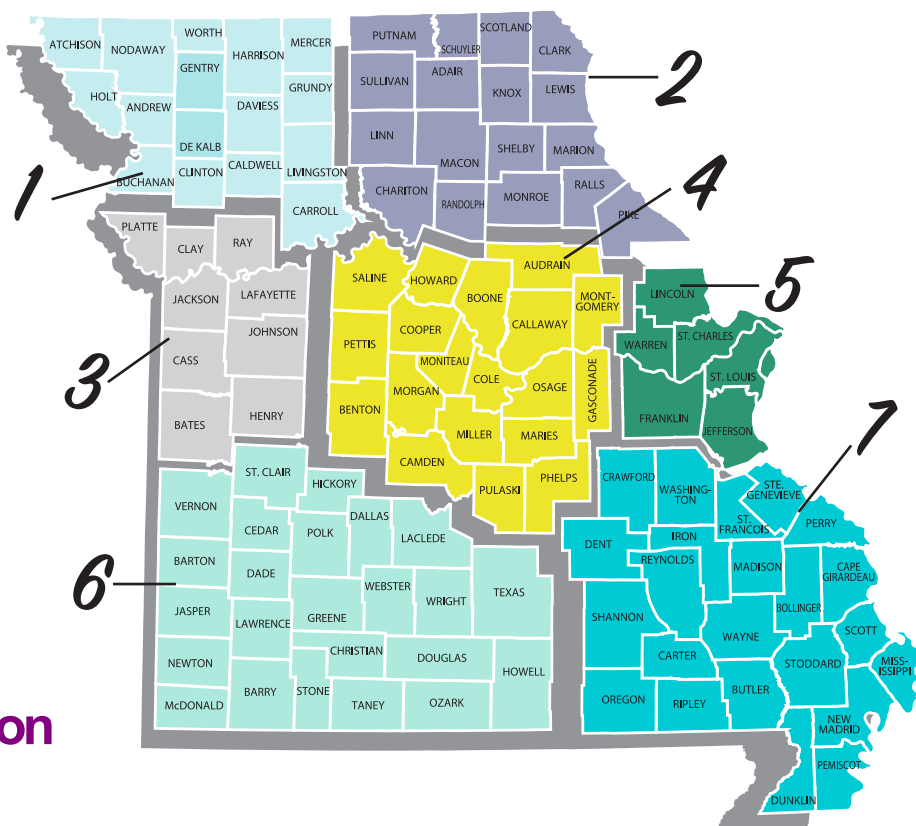 ATCHISON
NODAWAY
WORTH
HARRISON
MERCER
GENTRY
HOLT
ANDREW
DAVIESS
GRUNDY
DE KALB
BUCHANAN
CLINTON
CALDWELL
LIVINGSTON
CARROLL
1
PUTNAM
SCHUYLER
SCOTLAND
CLARK
SULLIVAN
ADAIR
KNOX
LEWIS
2
LINN
MACON
SHELBY
MARION
CHARITON
RANDOLPH
MONROE
RALLS
PIKE
PLATTE
CLAY
RAY
JACKSON
LAFAYETTE
JOHNSON
CASS
BATES
HENRY
3
SALINE
HOWARD
BOONE
AUDRAIN
4
MONT-
GOMERY
COOPER
CALLAWAY
PETTIS
MONITEAU
COLE
OSAGE
GASCONADE
MORGAN
BENTON
MILLER
MARIES
CAMDEN
PULASKI
PHELPS
LINCOLN
5
WARREN
ST. CHARLES
ST. LOUIS
FRANKLIN
JEFFERSON
ST. CLAIR
HICKORY
VERNON
CEDAR
POLK
DALLAS
LACLEDE
BARTON
DADE
WEBSTER
WRIGHT
TEXAS
6
JASPER
LAWRENCE
GREENE
CHRISTIAN
DOUGLAS
HOWELL
NEWTON
BARRY
STONE
TANEY
OZARK
McDONALD
CRAWFORD
WASHING-
TON
STE.
GENEVIEVE
7
ST.
FRANCOIS
PERRY
DENT
IRON
REYNOLDS
MADISON
CAPE
GIRARDEAU
BOLLINGER
SHANNON
WAYNE
SCOTT
CARTER
STODDARD
MISS-
ISSIPPI
OREGON
RIPLEY
BUTLER
NEW
MADRID
PEMISCOT
DUNKLIN
on